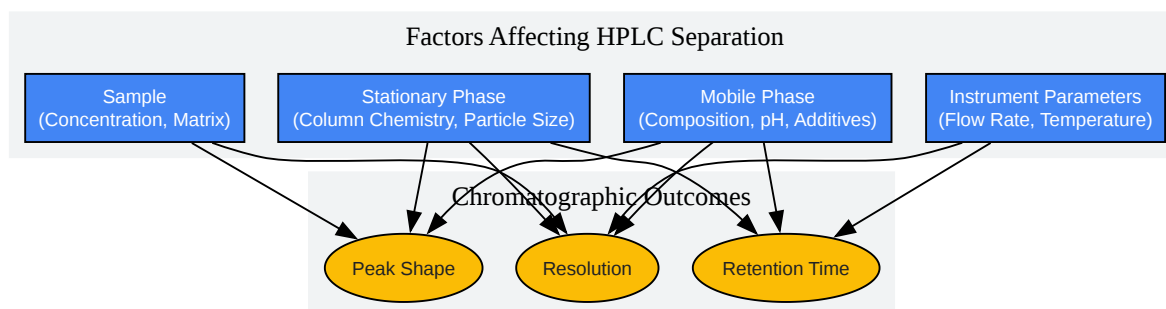 Factors Affecting HPLC Separation
Sample
(Concentration, Matrix)
Stationary Phase
(Column Chemistry, Particle Size)
Mobile Phase
(Composition, pH, Additives)
Instrument Parameters
(Flow Rate, Temperature)
Chromatographic Outcomes
Peak Shape
Resolution
Retention Time